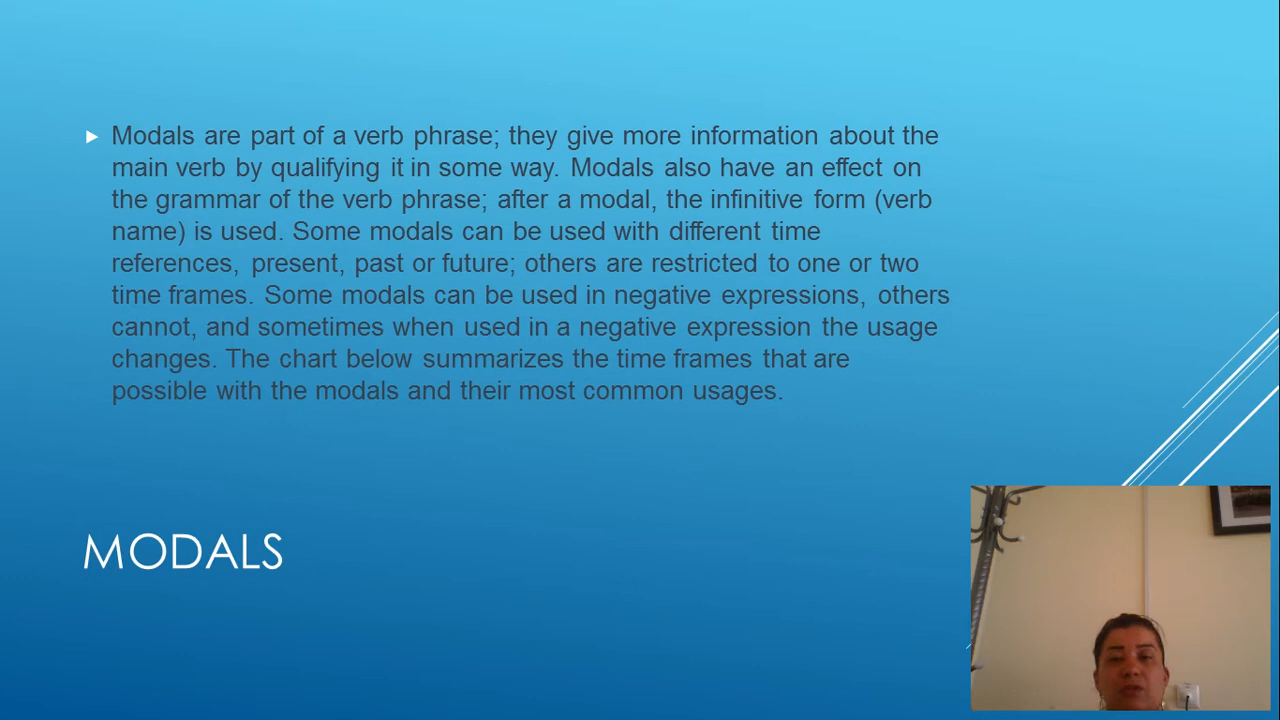 Modals are part of a verb phrase; they give more information about the
main verb by qualifying it in some way. Modals also have an effect on
the grammar of the verb phrase; after a modal, the infinitive form (verb
name) is used. Some modals can be used with different time
references, present, past or future; others are restricted to one or two
time frames. Some modals can be used in negative expressions, others
cannot, and sometimes when used in a negative expression the usage
changes. The chart below summarizes the time frames that are
possible with the modals and their most common usages.
MODALS